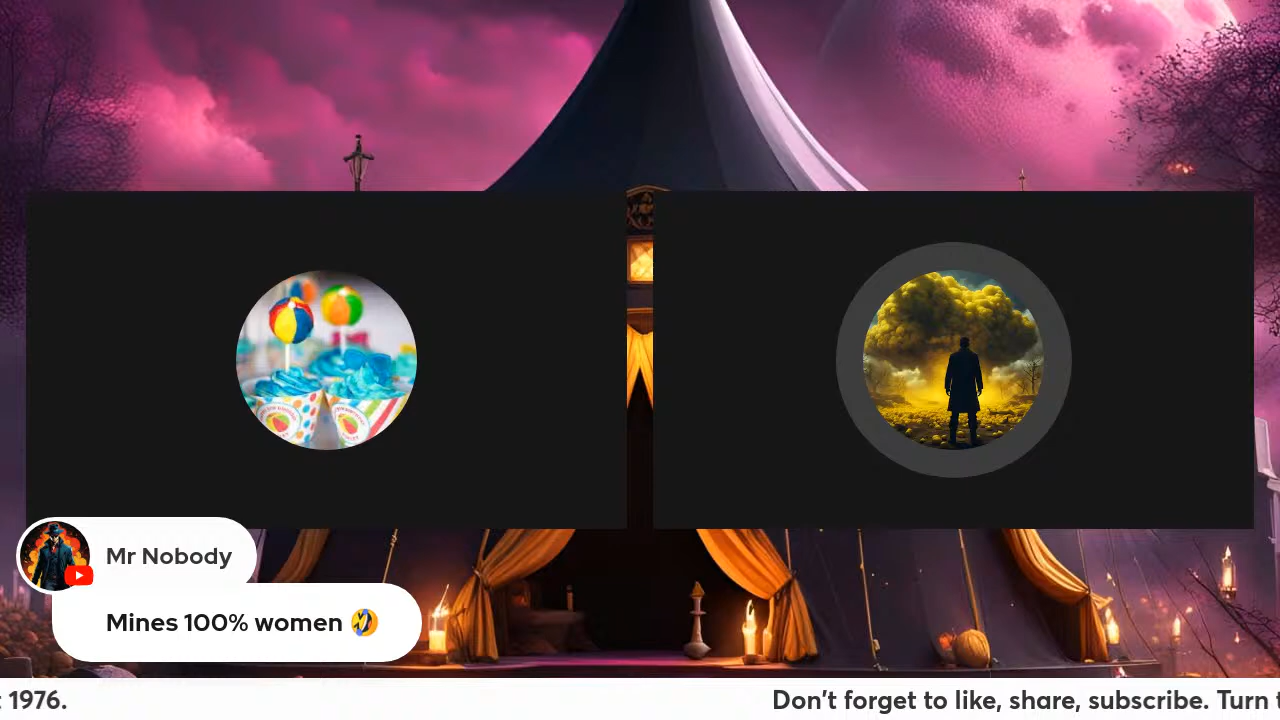 Mr Nobody
Mines 100% women 🤣
1976.
Don't forget to like, share, subscribe. Turn